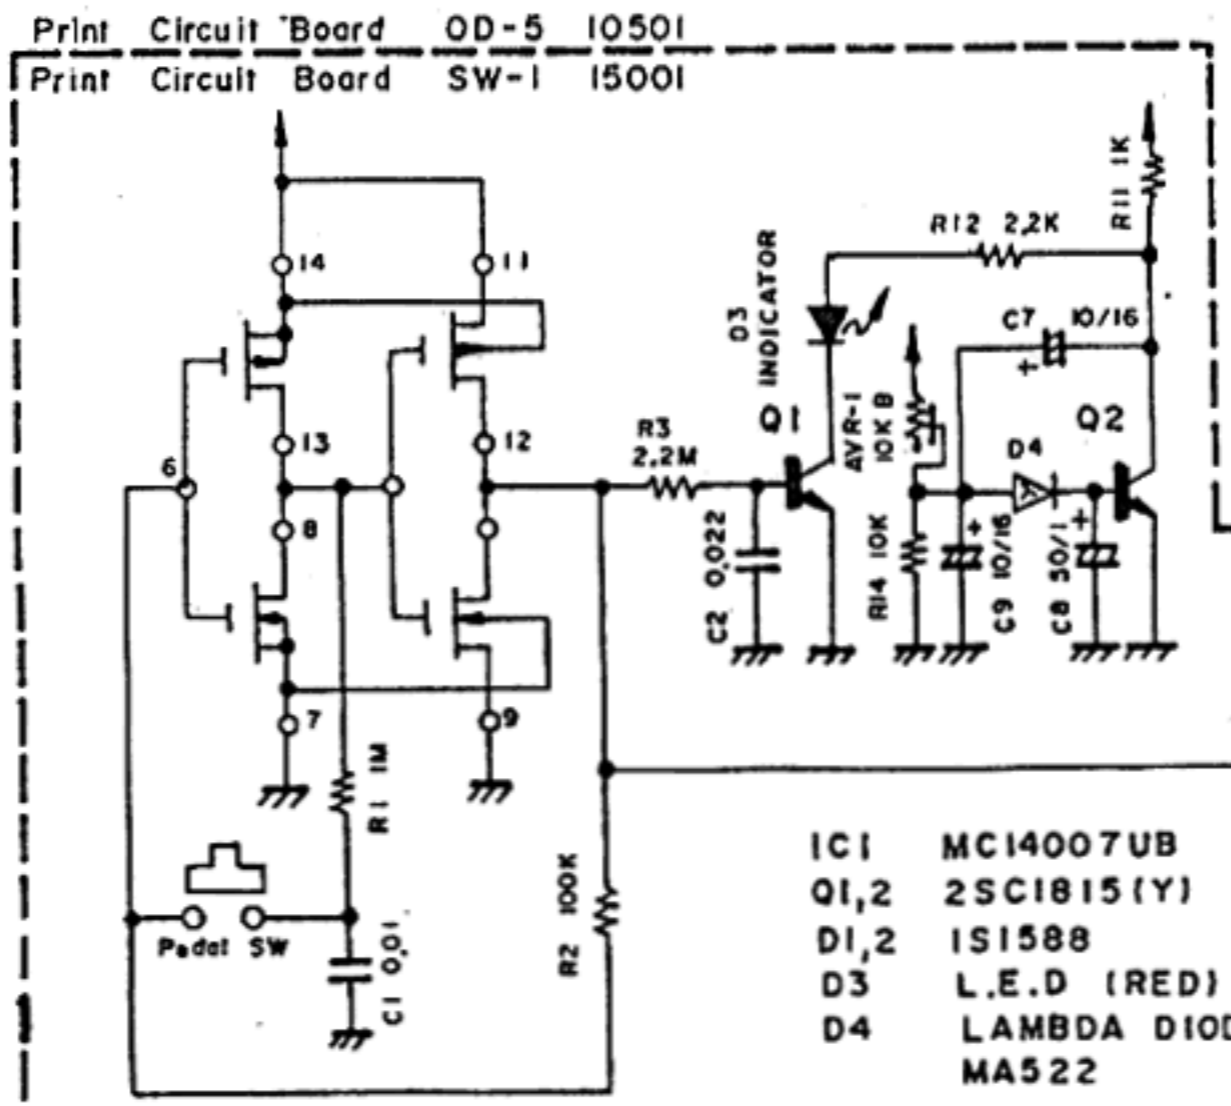 Print Circuit Board OD-5 10501
Print Circuit Board SW-1 15001
14
11
13
12
6
8
7
9
R1 1M
R2 100K
C1 0,01
Padal SW
R3
2.2M
C2 0,022
D3
INDICATOR
Q1
AVR-1
10K B
R14 10K
R12 2,2K
R11 1K
C7 10/16
+
D4
Q2
+
C9 10/16
+
C8 50/1
IC1 MC14007UB
Q1,2 2SC1815(Y)
D1,2 1S1588
D3 L.E.D (RED)
D4 LAMBDA DIOD
MA522